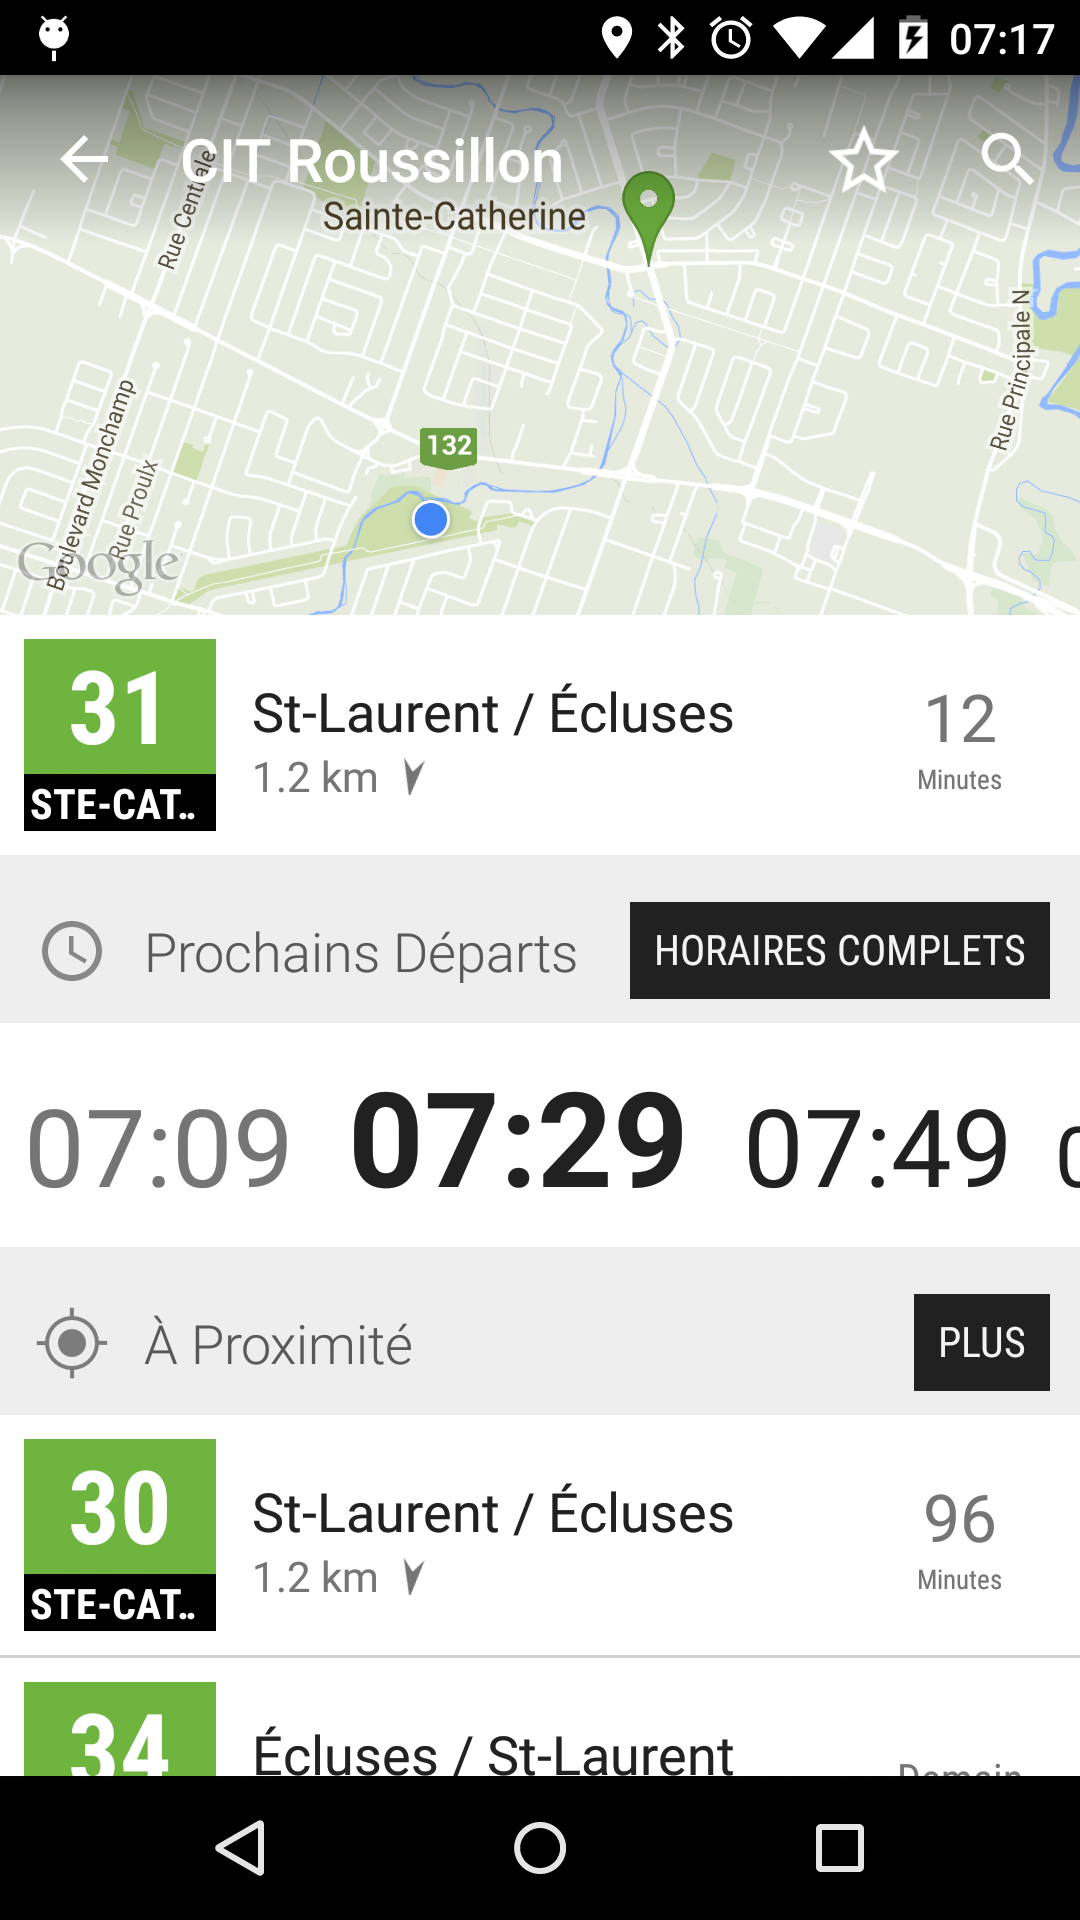 07:17
CIT Roussillon
Rue Centrale
Sainte-Catherine
Rue Principale N
Boulevard Monchamp
Rue Proulx
132
Google
31
STE-CAT..
St-Laurent / Écluses
1.2 km
12
Minutes
Prochains Départs
HORAIRES COMPLETS
07:09
07:29
07:49
À Proximité
PLUS
30
STE-CAT..
St-Laurent / Écluses
1.2 km
96
Minutes
34
Écluses / St-Laurent
Demain